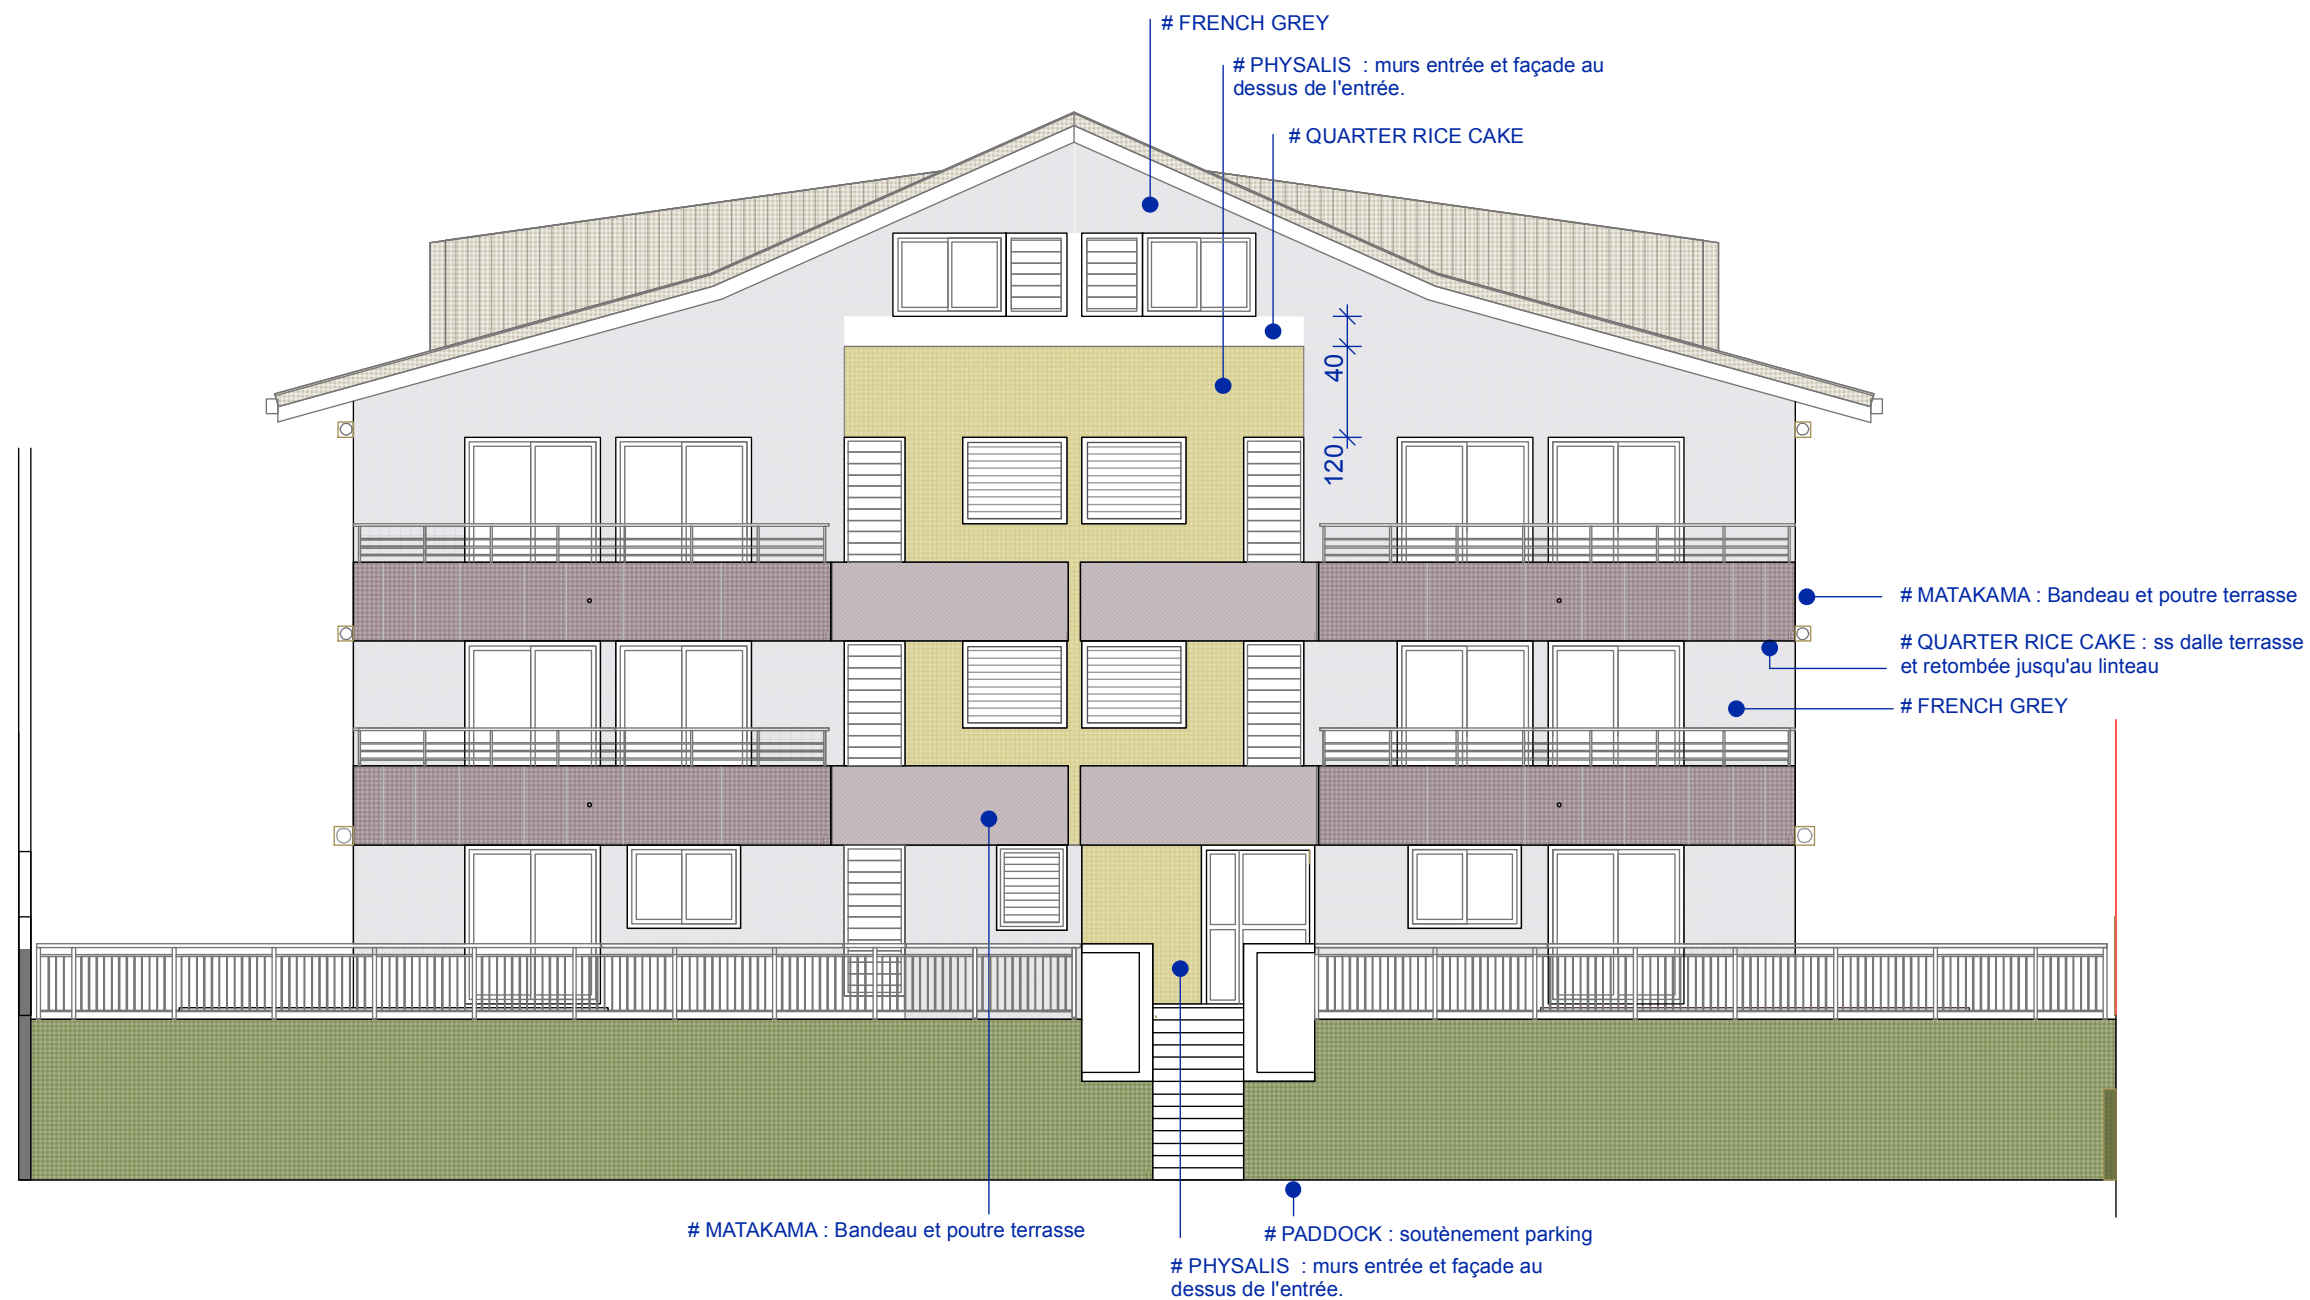 # FRENCH GREY
# PHYSALIS  : murs entrée et façade au
dessus de l'entrée.
# QUARTER RICE CAKE
40
120
# MATAKAMA : Bandeau et poutre terrasse
# QUARTER RICE CAKE : ss dalle terrasse
et retombée jusqu'au linteau
# FRENCH GREY
# MATAKAMA : Bandeau et poutre terrasse
# PADDOCK : soutènement parking
# PHYSALIS  : murs entrée et façade au
dessus de l'entrée.